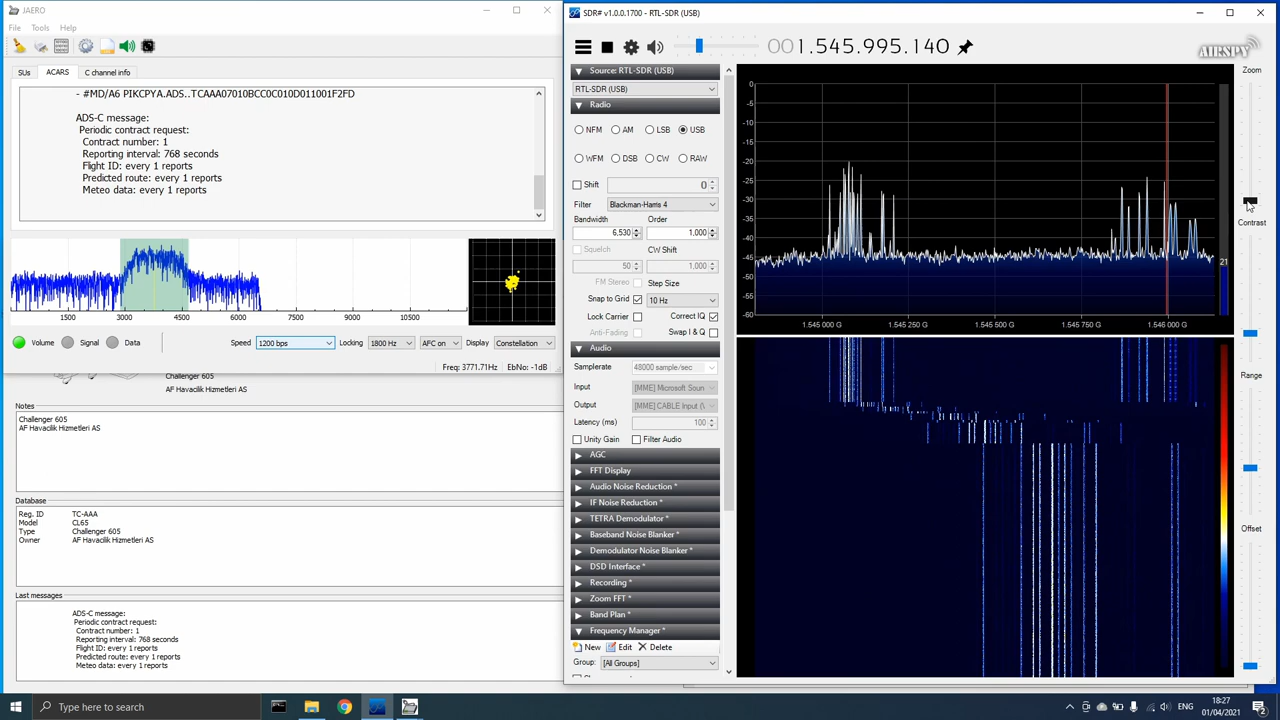 JAERO
File Tools Help
SUs ACARS C channel info
- #MD/A6 PIKCPYA.ADS..TCAAA07010BCC0C010D011001F2FD
ADS-C message:
Periodic contract request:
Contract number: 1
Reporting interval: 768 seconds
Flight ID: every 1 reports
Predicted route: every 1 reports
Meteo data: every 1 reports
1500 3000 4500 6000 7500 9000 10500
Volume Signal Data Speed 1200 bps Locking 1800 Hz AFC on Display Constellation
Freq: 3771.71Hz EbNo: -1dB
Challenger 605
AF Havacilik Hizmetleri AS
Notes
Challenger 605
AF Havacilik Hizmetleri AS
Database
Reg. ID TC-AAA
Model CL65
Type Challenger 605
Owner AF Havacilik Hizmetleri AS
Last messages
ADS-C message:
Periodic contract request:
Contract number: 1
Reporting interval: 768 seconds
Flight ID: every 1 reports
Predicted route: every 1 reports
Meteo data: every 1 reports
SDR# v1.0.0.1700 - RTL-SDR (USB)
001.545.995.140
AIRSPY
Source: RTL-SDR (USB)
RTL-SDR (USB)
Radio
NFM AM LSB USB
WFM DSB CW RAW
Shift 0
Filter Blackman-Harris 4
Bandwidth Order
6,530 1,000
Squelch CW Shift
50 1,000
FM Stereo Step Size
Snap to Grid 10 Hz
Lock Carrier Correct IQ
Anti-Fading Swap I & Q
Audio
Samplerate 48000 sample/sec
Input [MME] Microsoft Soun
Output [MME] CABLE Input (\
Latency (ms) 100
Unity Gain Filter Audio
AGC
FFT Display
Audio Noise Reduction *
IF Noise Reduction *
TETRA Demodulator *
Baseband Noise Blanker *
Demodulator Noise Blanker *
DSD Interface *
Recording *
Zoom FFT *
Band Plan *
Frequency Manager *
New Edit Delete
Group: [All Groups]
0
-5
-10
-15
-20
-25
-30
-35
-40
-45
-50
-55
-60
1.545 000 G 1.545 250 G 1.545 500 G 1.545 750 G 1.546 000 G
21
Zoom
Contrast
Range
Offset
Type here to search
ENG
18:27
01/04/2021
2